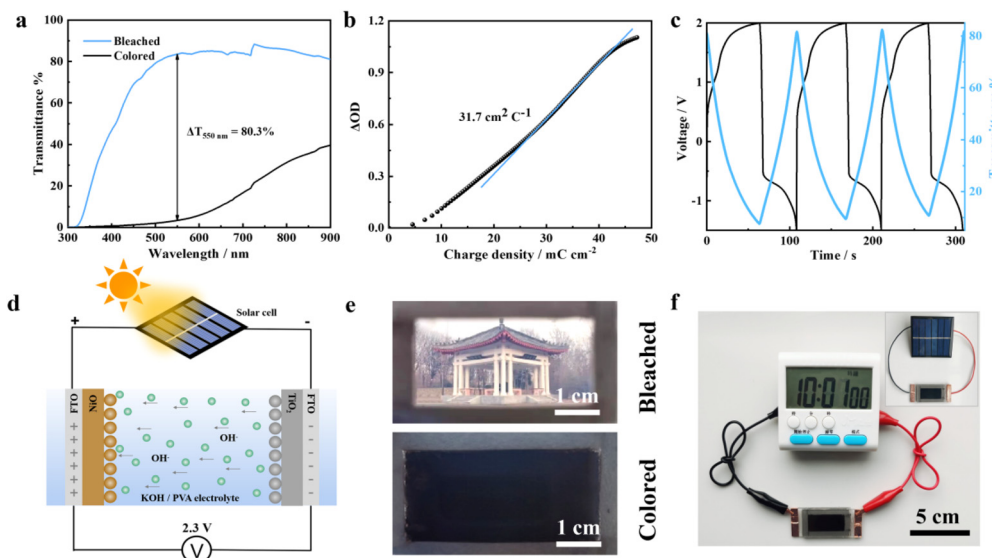 a
Bleached
Colored
ΔT550 nm = 80.3%
Transmittance %
100
80
60
40
20
0
300 400 500 600 700 800 900
Wavelength / nm
b
ΔOD
1.2
0.9
0.6
0.3
0.0
31.7 cm² C⁻¹
0 10 20 30 40 50
Charge density / mC cm⁻²
c
Voltage / V
2
1
0
-1
80
60
40
20
0 100 200 300
Time / s
d
Solar cell
+ -
FTO NiO TiO₂ FTO
OH⁻
OH⁻
KOH / PVA electrolyte
2.3 V
V
e
Bleached
1 cm
Colored
1 cm
f
10:01 00
5 cm